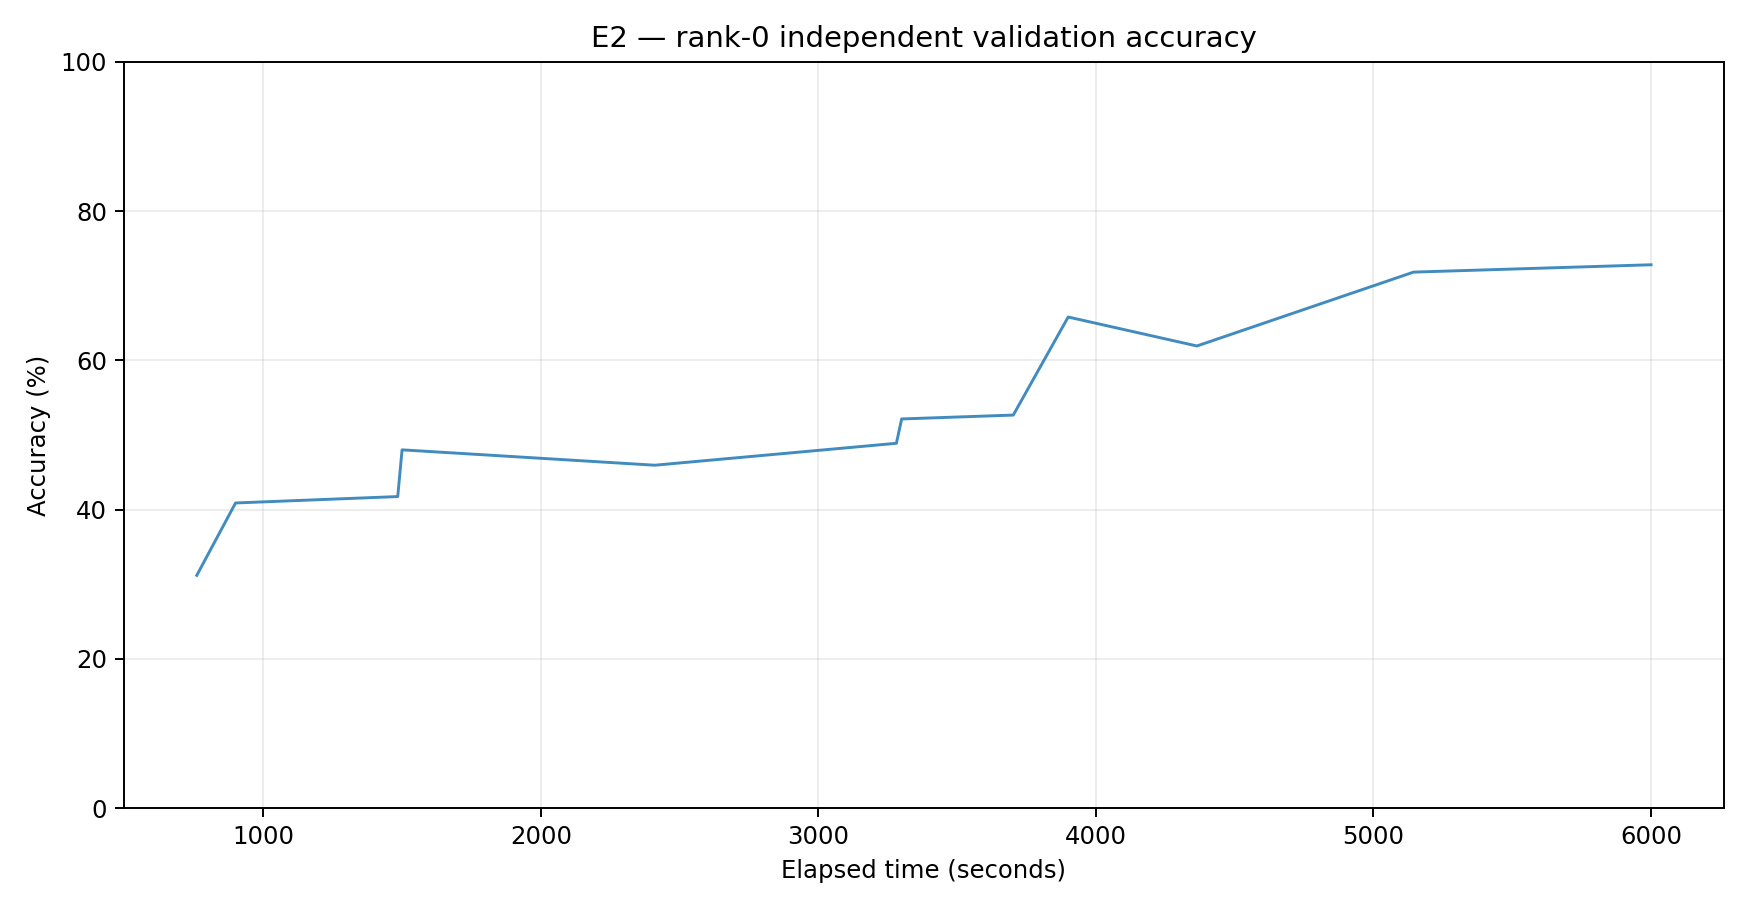 E2 — rank-0 independent validation accuracy
100
80
60
40
20
0
Accuracy (%)
1000 2000 3000 4000 5000 6000
Elapsed time (seconds)